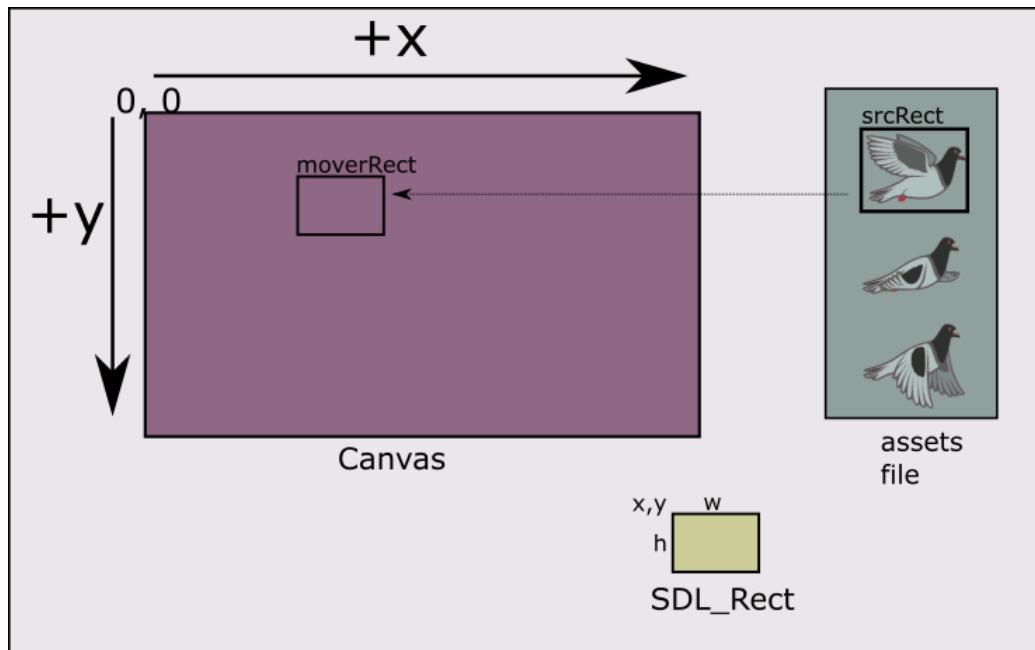 +x
0, 0
srcRect
moverRect
+y
Canvas
assets
file
x,y
w
h
SDL_Rect